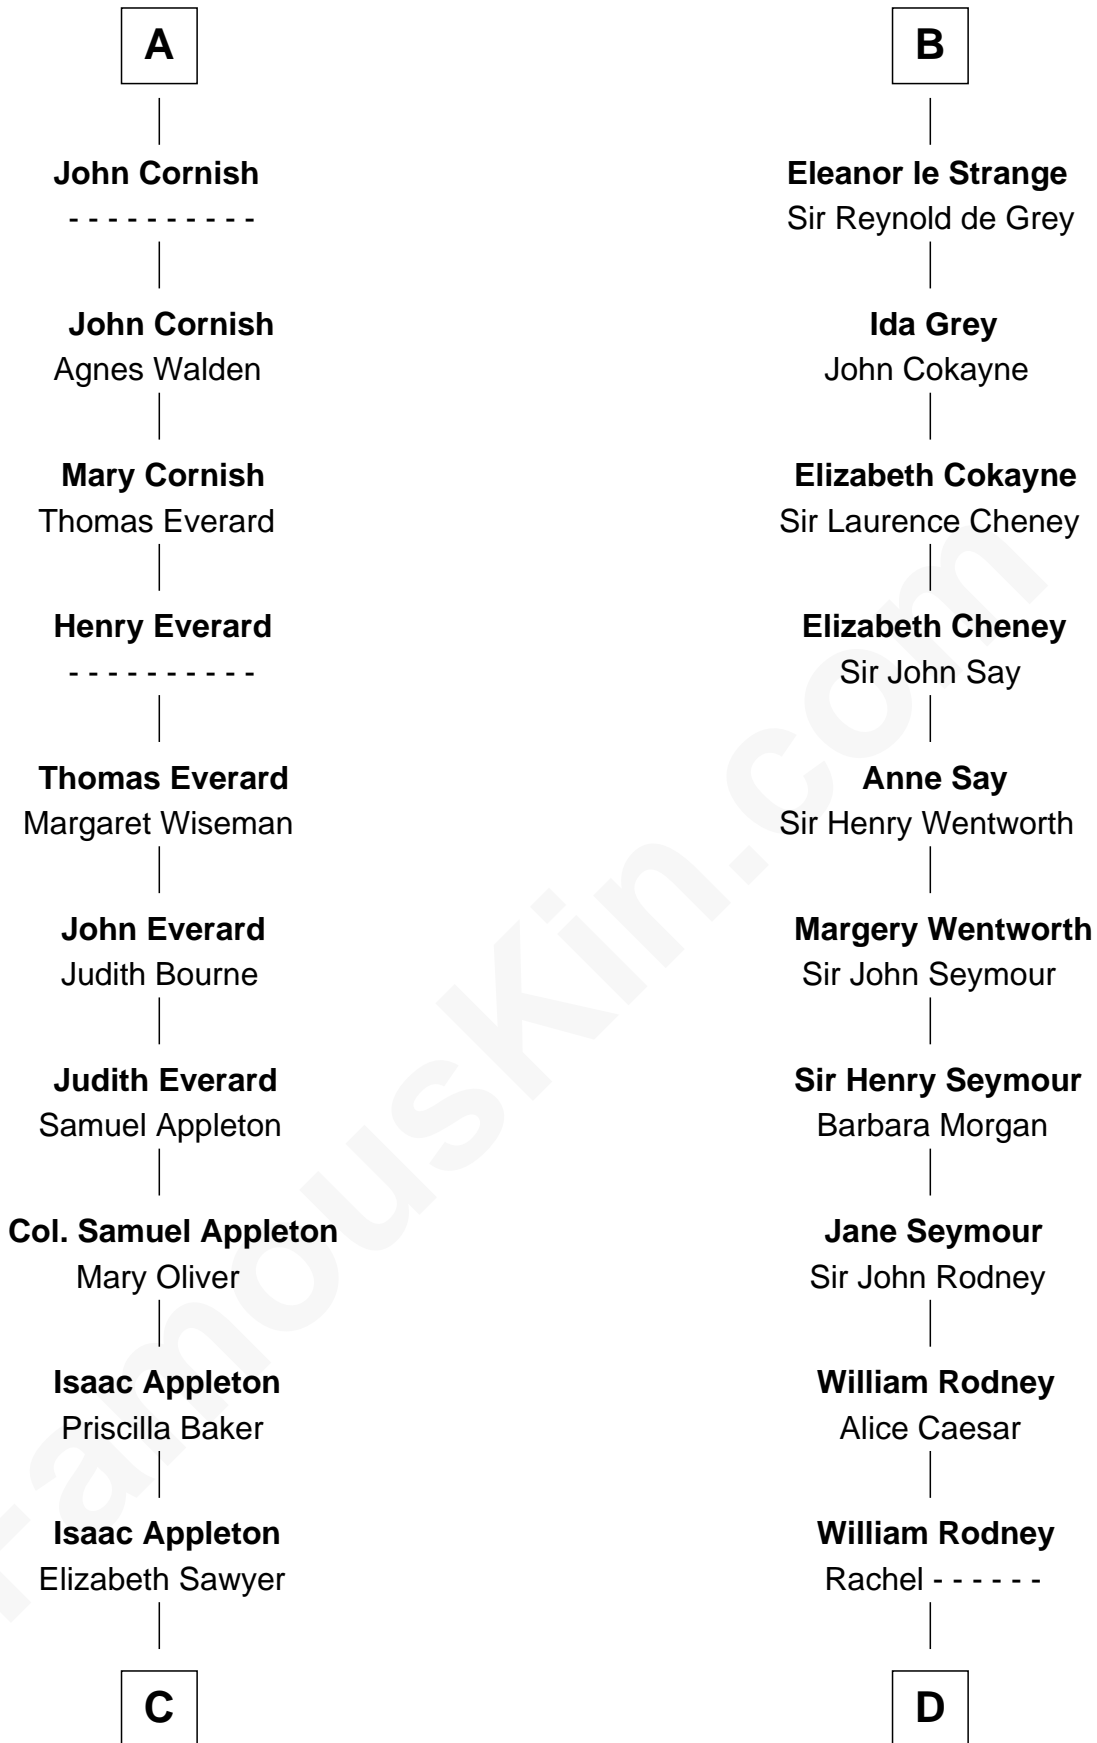 A
John Cornish
- - - - - - - - - -
John Cornish
Agnes Walden
Mary Cornish
Thomas Everard
Henry Everard
- - - - - - - - - -
Thomas Everard
Margaret Wiseman
John Everard
Judith Bourne
Judith Everard
Samuel Appleton
Col. Samuel Appleton
Mary Oliver
Isaac Appleton
Priscilla Baker
Isaac Appleton
Elizabeth Sawyer
C
B
Eleanor le Strange
Sir Reynold de Grey
Ida Grey
John Cokayne
Elizabeth Cokayne
Sir Laurence Cheney
Elizabeth Cheney
Sir John Say
Anne Say
Sir Henry Wentworth
Margery Wentworth
Sir John Seymour
Sir Henry Seymour
Barbara Morgan
Jane Seymour
Sir John Rodney
William Rodney
Alice Caesar
William Rodney
Rachel - - - - - -
D
FamousKin.com